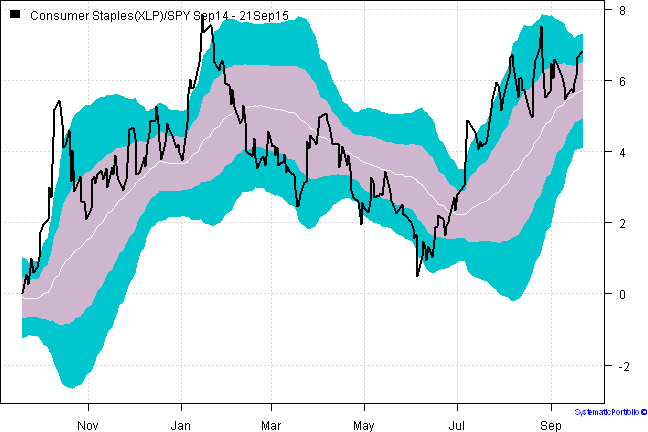 Consumer Staples(XLP)/SPY Sep14 - 21Sep15
8
6
4
2
0
-2
Nov
Jan
Mar
May
Jul
Sep
SystematicPortfolio ©